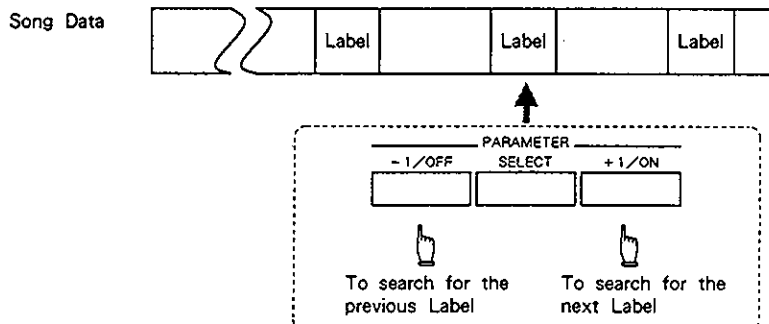 Song Data
Label Label Label
PARAMETER
- 1/OFF SELECT + 1/ON
To search for the To search for the
previous Label next Label